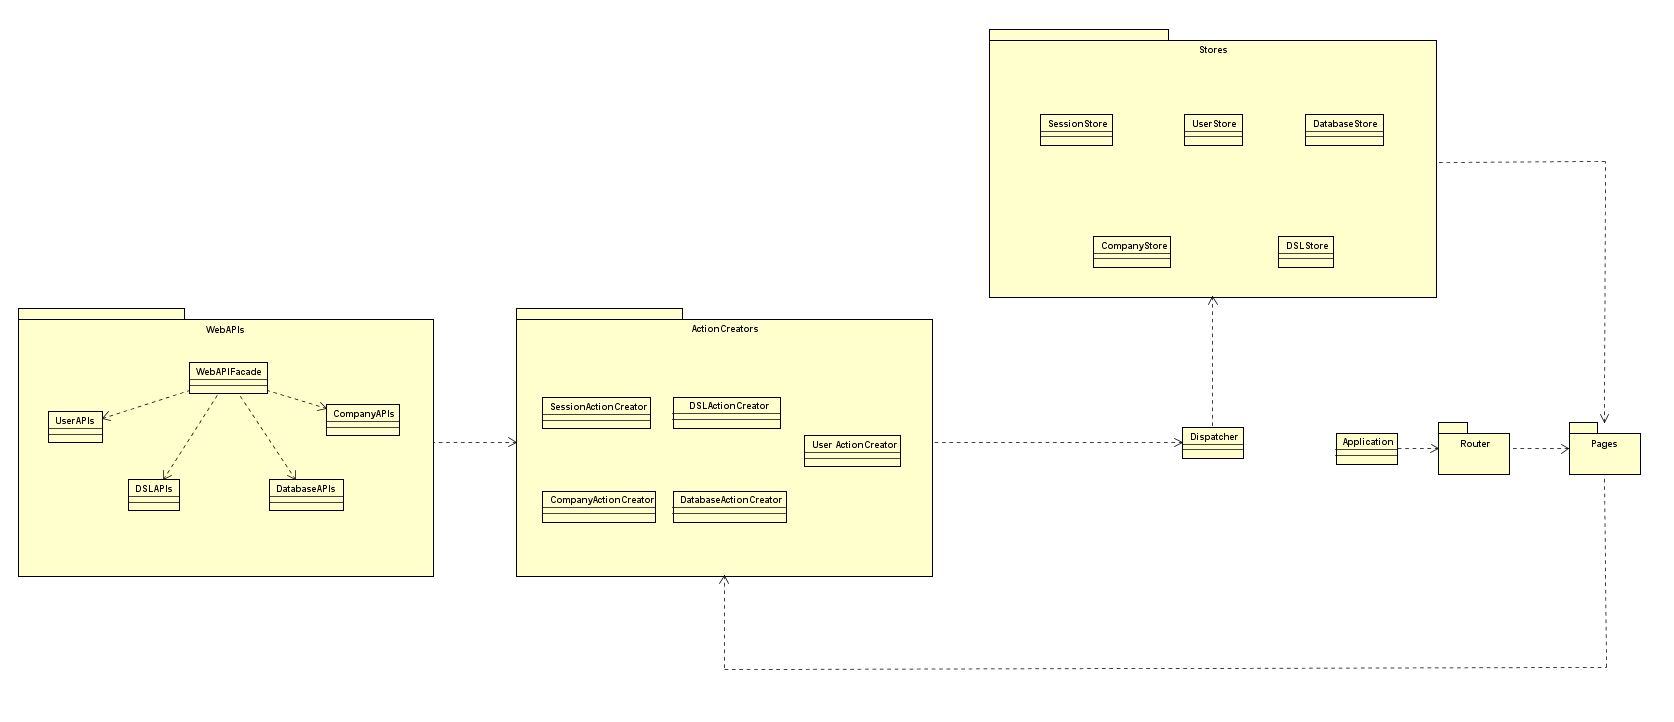 Stores
SessionStore
UserStore
DatabaseStore
CompanyStore
DSLStore
WebAPIs
WebAPIFacade
UserAPIs
CompanyAPIs
DSLAPIs
DatabaseAPIs
ActionCreators
SessionActionCreator
DSLActionCreator
User ActionCreator
CompanyActionCreator
DatabaseActionCreator
Dispatcher
Application
Router
Pages